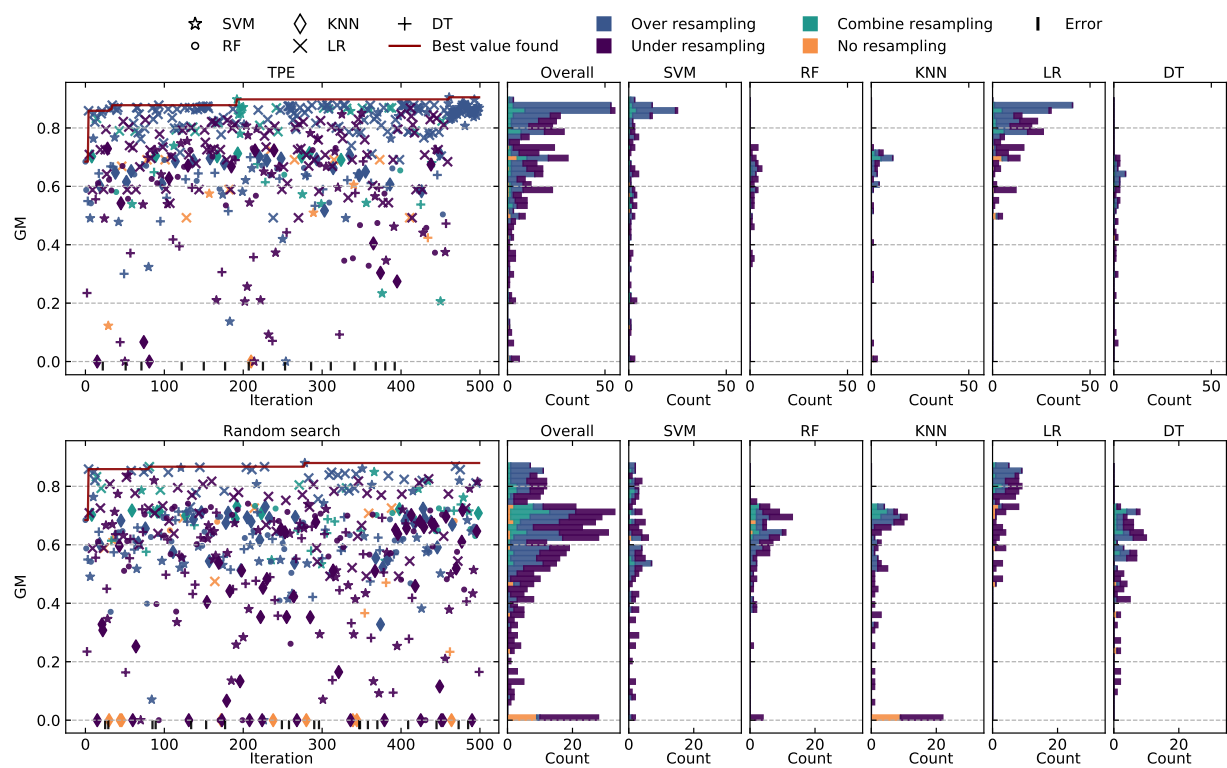 SVM KNN DT Over resampling Combine resampling Error
RF LR Best value found Under resampling No resampling
TPE Overall SVM RF KNN LR DT
GM
0.8
0.6
0.4
0.2
0.0
0 100 200 300 400 500 0 50 0 50 0 50 0 50 0 50 0 50
Iteration Count Count Count Count Count Count
Random search Overall SVM RF KNN LR DT
GM
0.8
0.6
0.4
0.2
0.0
0 100 200 300 400 500 0 20 0 20 0 20 0 20 0 20 0 20
Iteration Count Count Count Count Count Count